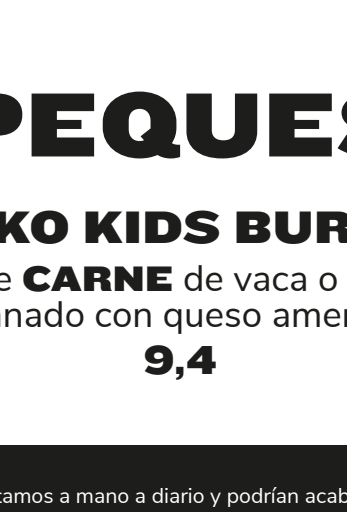 PEQUES
KO KIDS BUR
e CARNE de vaca o
nado con queso amer
9,4
tamos a mano a diario y podrían acab